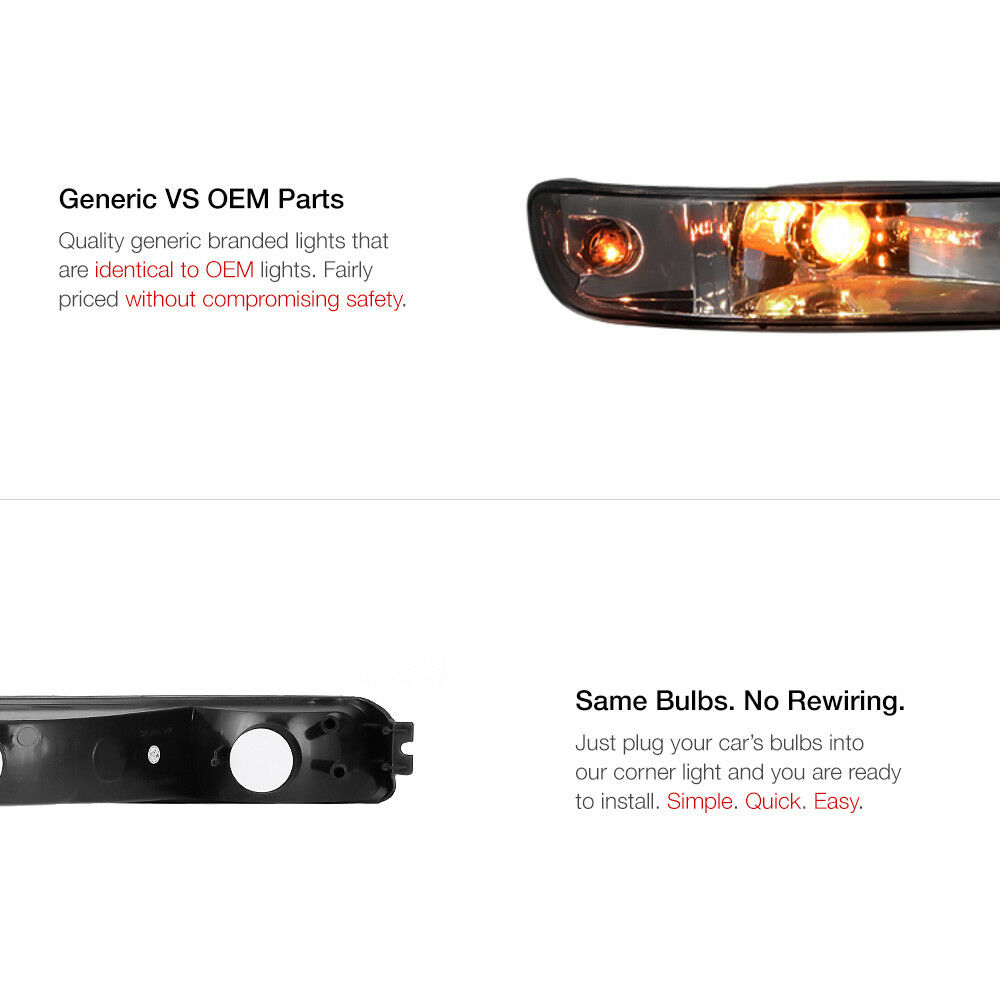 Generic VS OEM Parts
Quality generic branded lights that
are identical to OEM lights. Fairly
priced without compromising safety.
Same Bulbs. No Rewiring.
Just plug your car's bulbs into
our corner light and you are ready
to install. Simple. Quick. Easy.